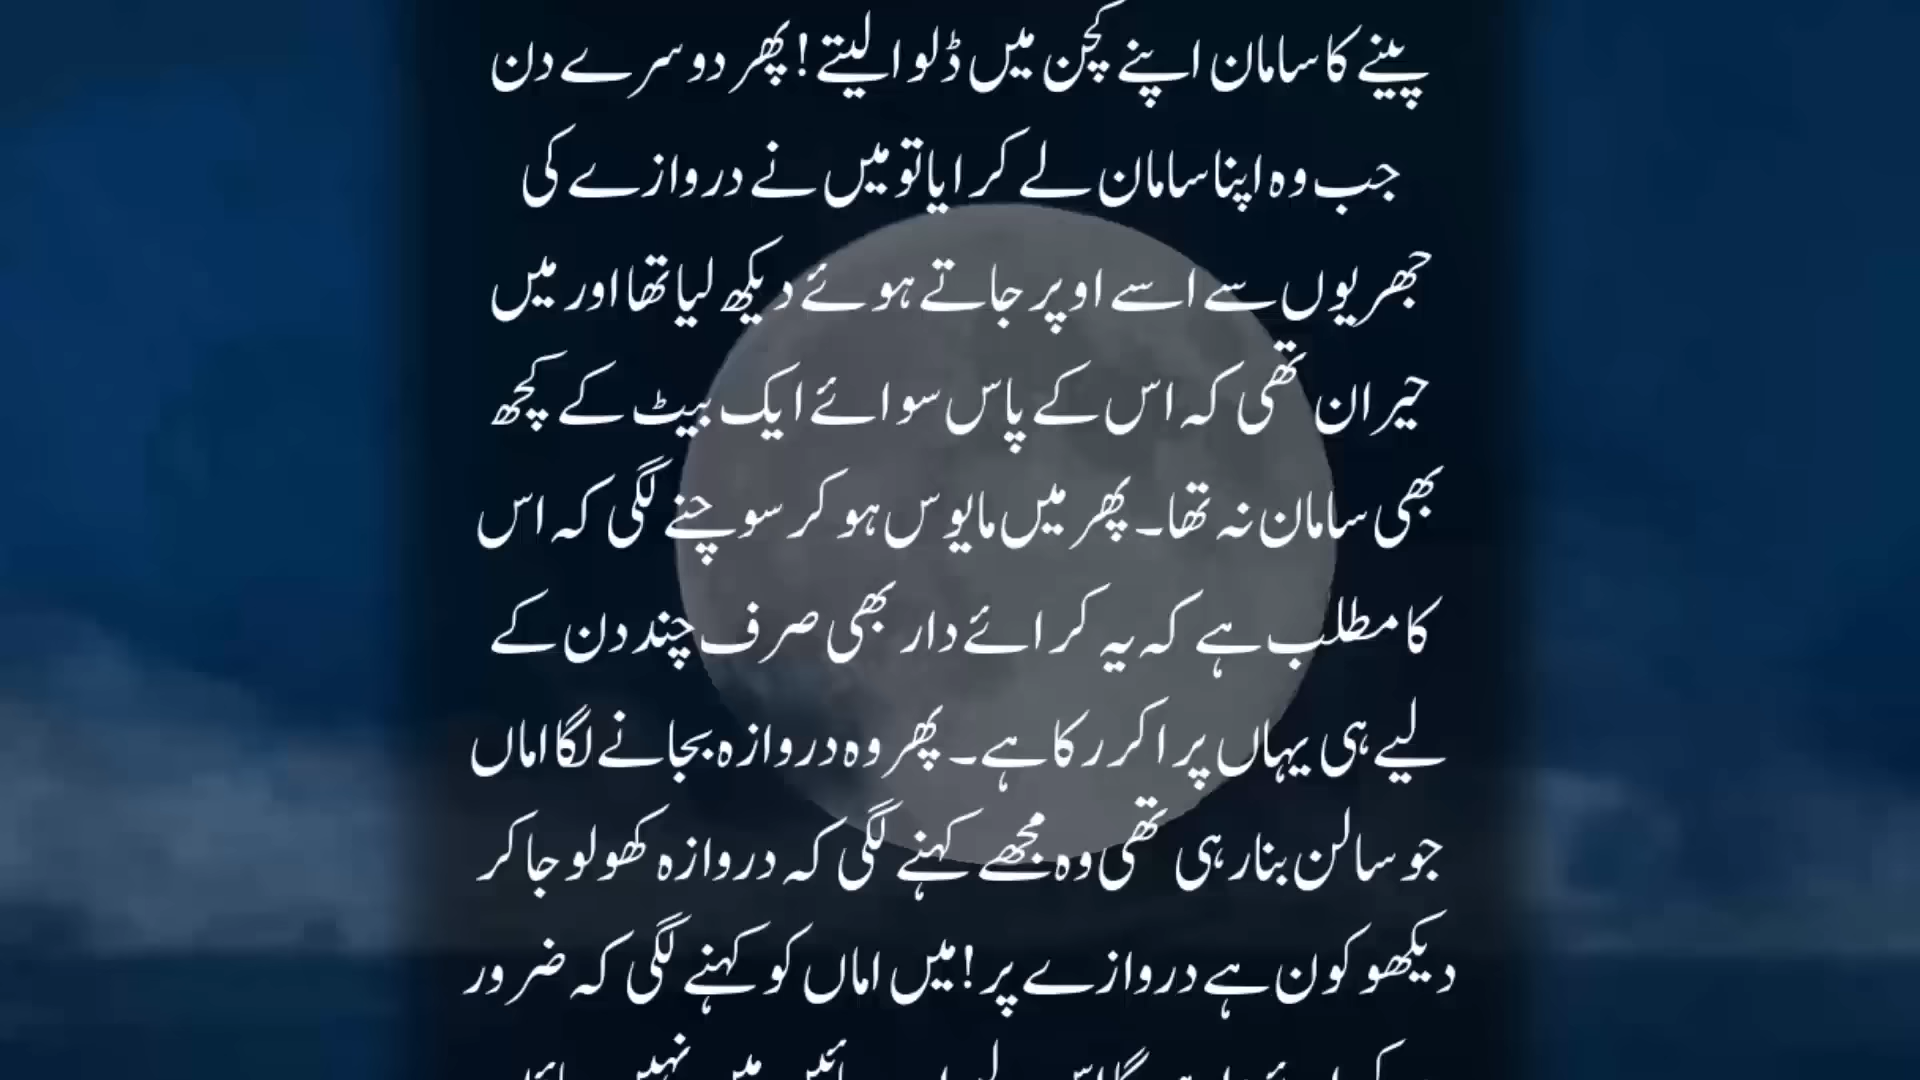 پینے کا سامان اپنے کچن میں ڈلوا لیتے! پھر دوسرے دن
جب وہ اپنا سامان لے کر ایا تو میں نے دروازے کی
جھریوں سے اسے اوپر جاتے ہوئے دیکھ لیا تھا اور میں
حیران تھی کہ اس کے پاس سوائے ایک بیٹ کے کچھ
بھی سامان نہ تھا۔ پھر میں مایوس ہو کر سوچنے لگی کہ اس
کا مطلب ہے کہ یہ کرائے دار بھی صرف چند دن کے
لیے ہی یہاں پر اکر رکا ہے۔ پھر وہ دروازہ بجانے لگا اماں
جو سالن بنا رہی تھی وہ مجھے کہنے لگی کہ دروازہ کھولو جا کر
دیکھو کون ہے دروازے پر! میں اماں کو کہنے لگی کہ ضرور